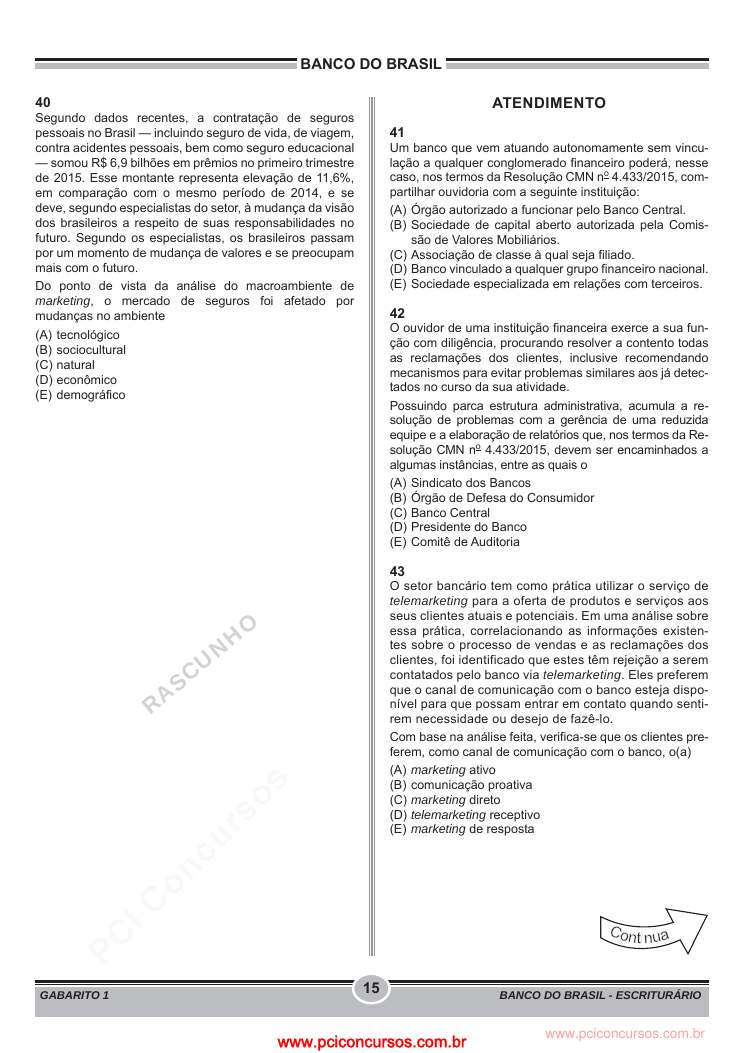 BANCO DO BRASIL
40
Segundo dados recentes, a contratação de seguros
pessoais no Brasil — incluindo seguro de vida, de viagem,
contra acidentes pessoais, bem como seguro educacional
— somou R$ 6,9 bilhões em prêmios no primeiro trimestre
de 2015. Esse montante representa elevação de 11,6%,
em comparação com o mesmo período de 2014, e se
deve, segundo especialistas do setor, à mudança da visão
dos brasileiros a respeito de suas responsabilidades no
futuro. Segundo os especialistas, os brasileiros passam
por um momento de mudança de valores e se preocupam
mais com o futuro.
Do ponto de vista da análise do macroambiente de
marketing, o mercado de seguros foi afetado por
mudanças no ambiente
(A) tecnológico
(B) sociocultural
(C) natural
(D) econômico
(E) demográfico
RASCUNHO
PCI Concursos
ATENDIMENTO
41
Um banco que vem atuando autonomamente sem vincu-
lação a qualquer conglomerado financeiro poderá, nesse
caso, nos termos da Resolução CMN nº 4.433/2015, com-
partilhar ouvidoria com a seguinte instituição:
(A) Órgão autorizado a funcionar pelo Banco Central.
(B) Sociedade de capital aberto autorizada pela Comis-
são de Valores Mobiliários.
(C) Associação de classe à qual seja filiado.
(D) Banco vinculado a qualquer grupo financeiro nacional.
(E) Sociedade especializada em relações com terceiros.
42
O ouvidor de uma instituição financeira exerce a sua fun-
ção com diligência, procurando resolver a contento todas
as reclamações dos clientes, inclusive recomendando
mecanismos para evitar problemas similares aos já detec-
tados no curso da sua atividade.
Possuindo parca estrutura administrativa, acumula a re-
solução de problemas com a gerência de uma reduzida
equipe e a elaboração de relatórios que, nos termos da Re-
solução CMN nº 4.433/2015, devem ser encaminhados a
algumas instâncias, entre as quais o
(A) Sindicato dos Bancos
(B) Órgão de Defesa do Consumidor
(C) Banco Central
(D) Presidente do Banco
(E) Comitê de Auditoria
43
O setor bancário tem como prática utilizar o serviço de
telemarketing para a oferta de produtos e serviços aos
seus clientes atuais e potenciais. Em uma análise sobre
essa prática, correlacionando as informações existen-
tes sobre o processo de vendas e as reclamações dos
clientes, foi identificado que estes têm rejeição a serem
contatados pelo banco via telemarketing. Eles preferem
que o canal de comunicação com o banco esteja dispo-
nível para que possam entrar em contato quando senti-
rem necessidade ou desejo de fazê-lo.
Com base na análise feita, verifica-se que os clientes pre-
ferem, como canal de comunicação com o banco, o(a)
(A) marketing ativo
(B) comunicação proativa
(C) marketing direto
(D) telemarketing receptivo
(E) marketing de resposta
Cont nua
GABARITO 1
15
BANCO DO BRASIL - ESCRITURÁRIO
www.pciconcursos.com.br
www.pciconcursos.com.br